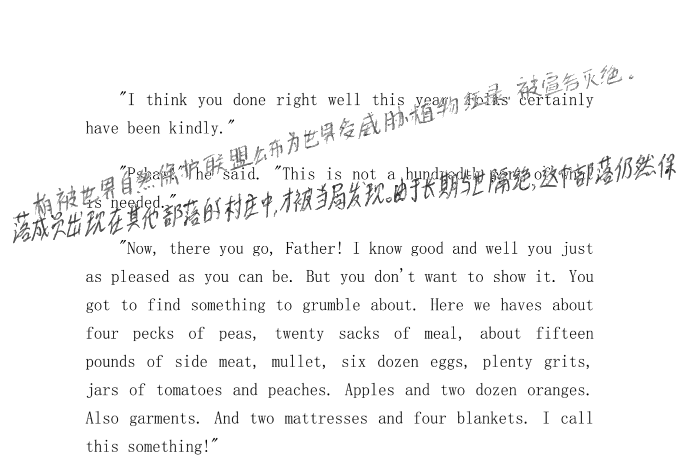 "I think you done right well this year. Folks certainly
have been kindly."
"Pshaw," he said. "This is not a hundredth part of what
is needed."
植被世界自然保护联盟公布为世界受威胁植物红录 被宣告灭绝。
落成员出现在其他部落的村庄中，才被当局发现。由于长期与世隔绝，这个部落仍然保
"Now, there you go, Father! I know good and well you just
as pleased as you can be. But you don't want to show it. You
got to find something to grumble about. Here we haves about
four pecks of peas, twenty sacks of meal, about fifteen
pounds of side meat, mullet, six dozen eggs, plenty grits,
jars of tomatoes and peaches. Apples and two dozen oranges.
Also garments. And two mattresses and four blankets. I call
this something!"